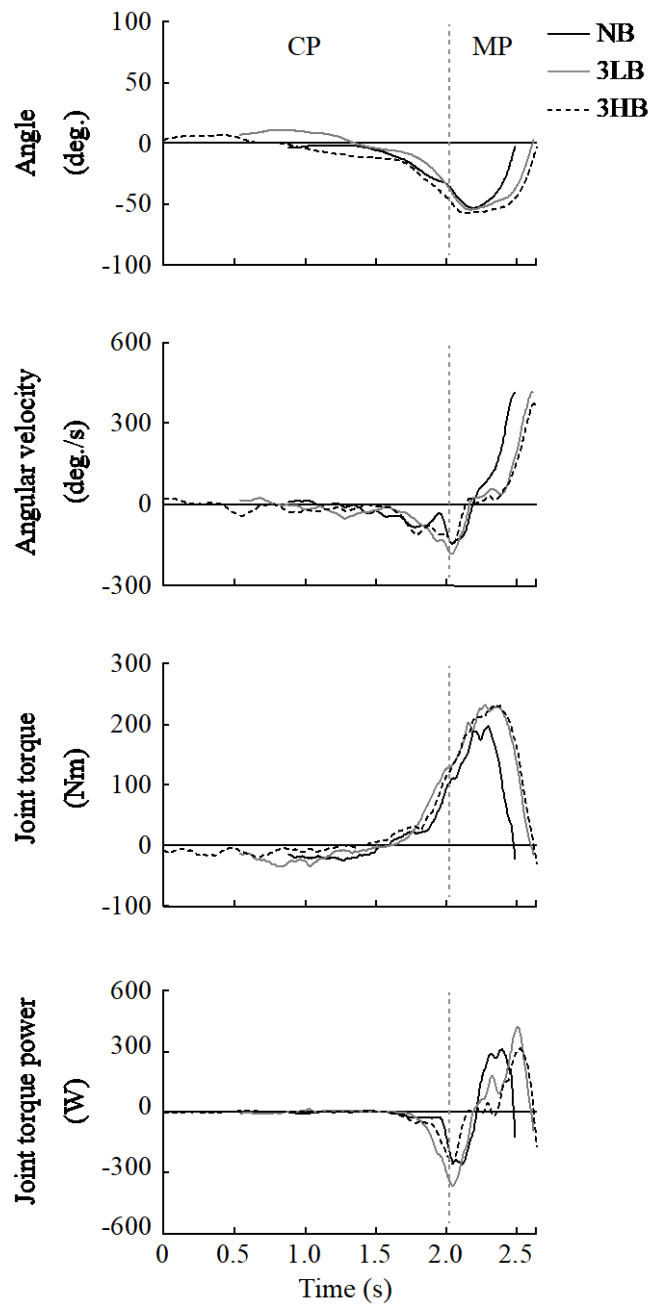 CP
MP
NB
3LB
3HB
Angle
(deg.)
100
50
0
-50
-100
Angular velocity
(deg./s)
600
300
0
-300
Joint torque
(Nm)
300
200
100
0
-100
Joint torque power
(W)
600
300
0
-300
-600
0 0.5 1.0 1.5 2.0 2.5
Time (s)